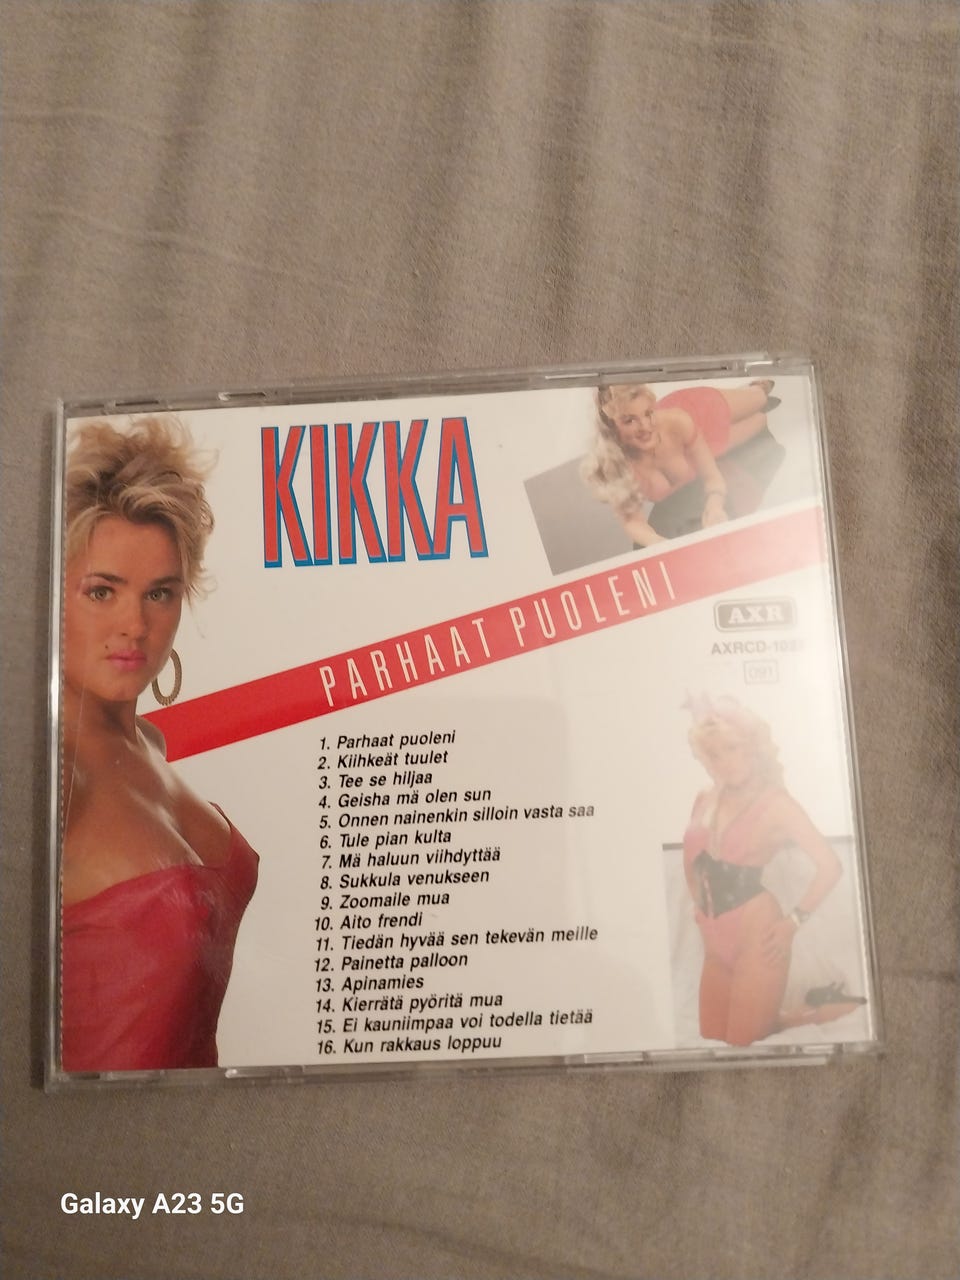 KIKKA
PARHAAT PUOLENI
AXR
091
1. Parhaat puoleni
2. Kiihkeät tuulet
3. Tee se hiljaa
4. Geisha mä olen sun
5. Onnen nainenkin silloin vasta saa
6. Tule pian kulta
7. Mä haluun viihdyttää
8. Sukkula venukseen
9. Zoomaile mua
10. Aito frendi
11. Tiedän hyvää sen tekevän meille
12. Painetta palloon
13. Apinamies
14. Kierrätä pyöritä mua
15. Ei kauniimpaa voi todella tietää
16. Kun rakkaus loppuu
Galaxy A23 5G